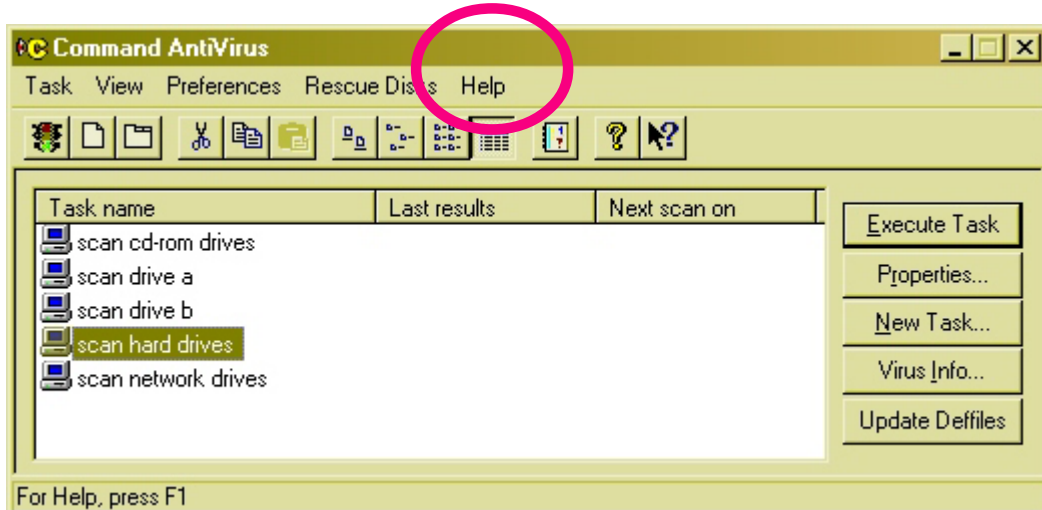 Command AntiVirus
Task View Preferences Rescue Discs Help
Task name Last results Next scan on
scan cd-rom drives
scan drive a
scan drive b
scan hard drives
scan network drives
Execute Task
Properties...
New Task...
Virus Info...
Update Deffiles
For Help, press F1